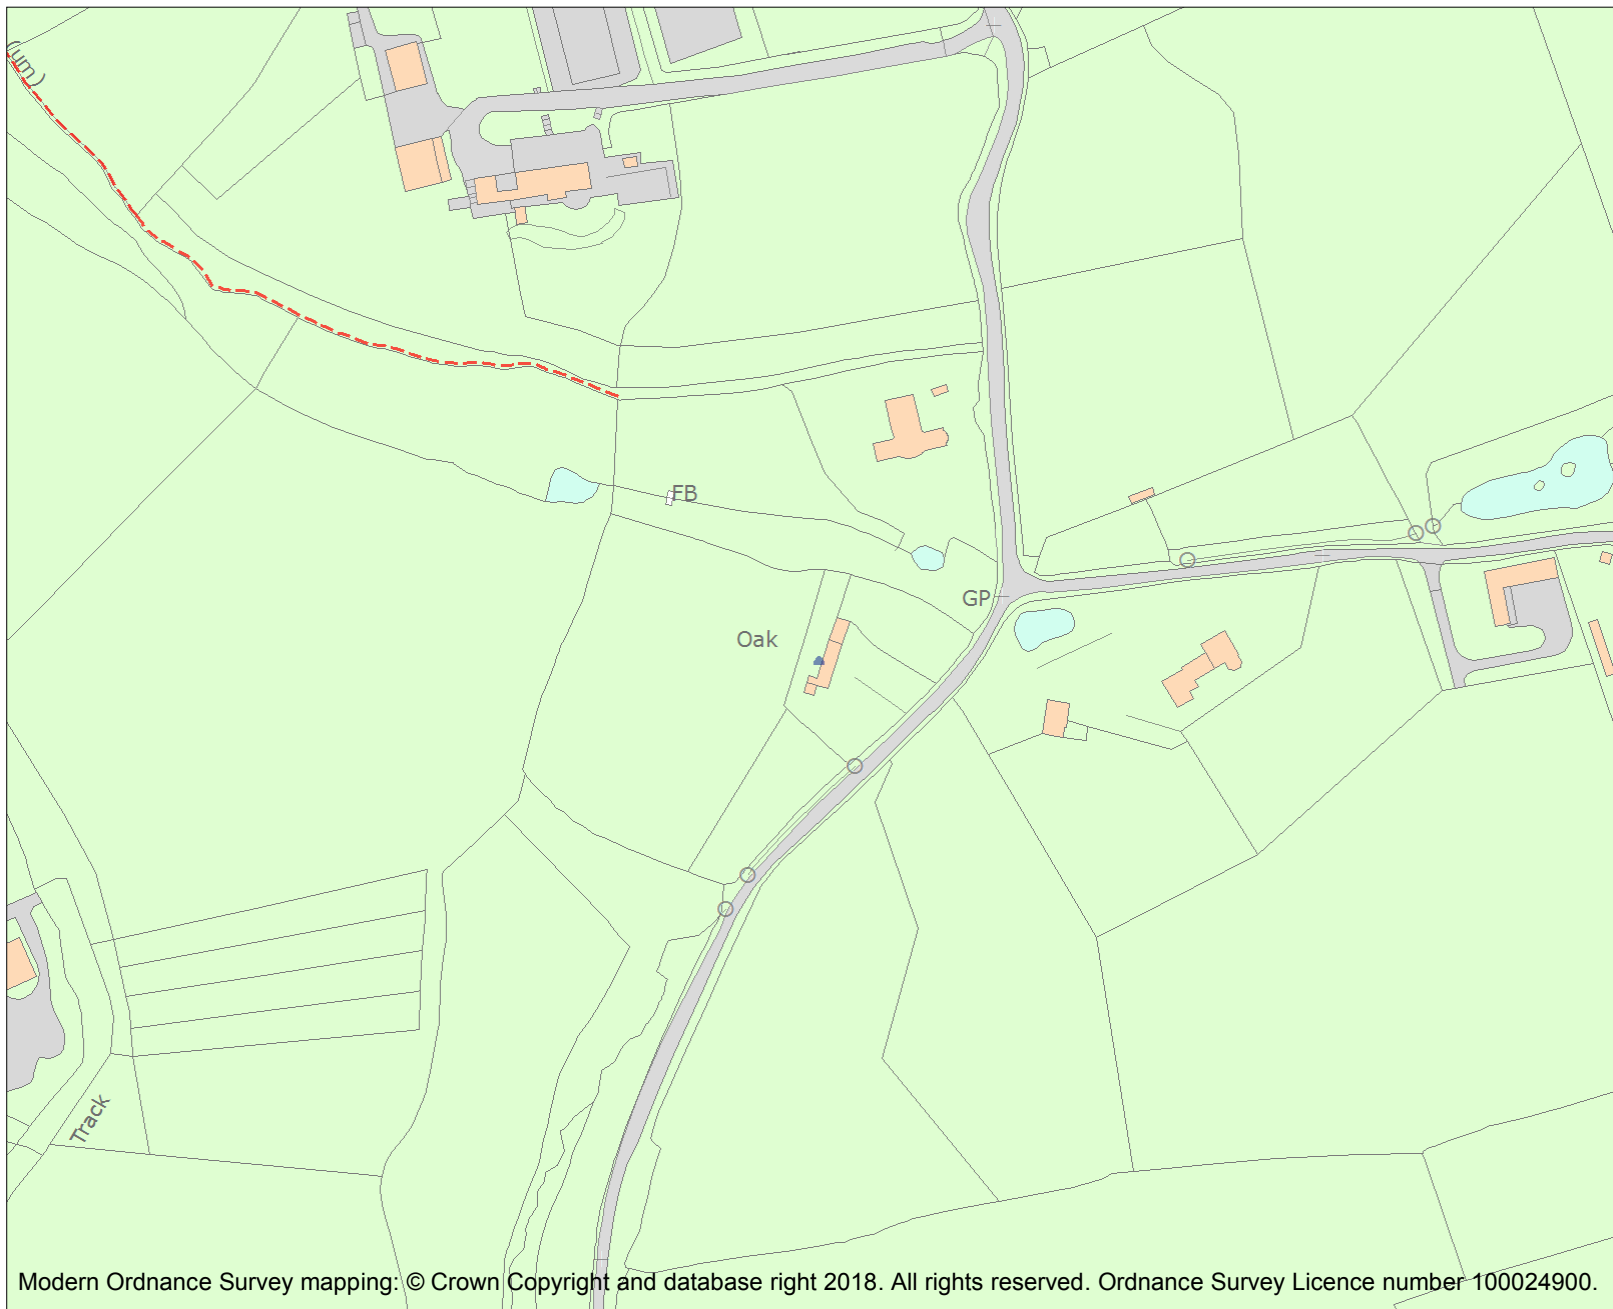 (um)
FB
GP
Oak
Track
Modern Ordnance Survey mapping: © Crown Copyright and database right 2018. All rights reserved. Ordnance Survey Licence number 100024900.